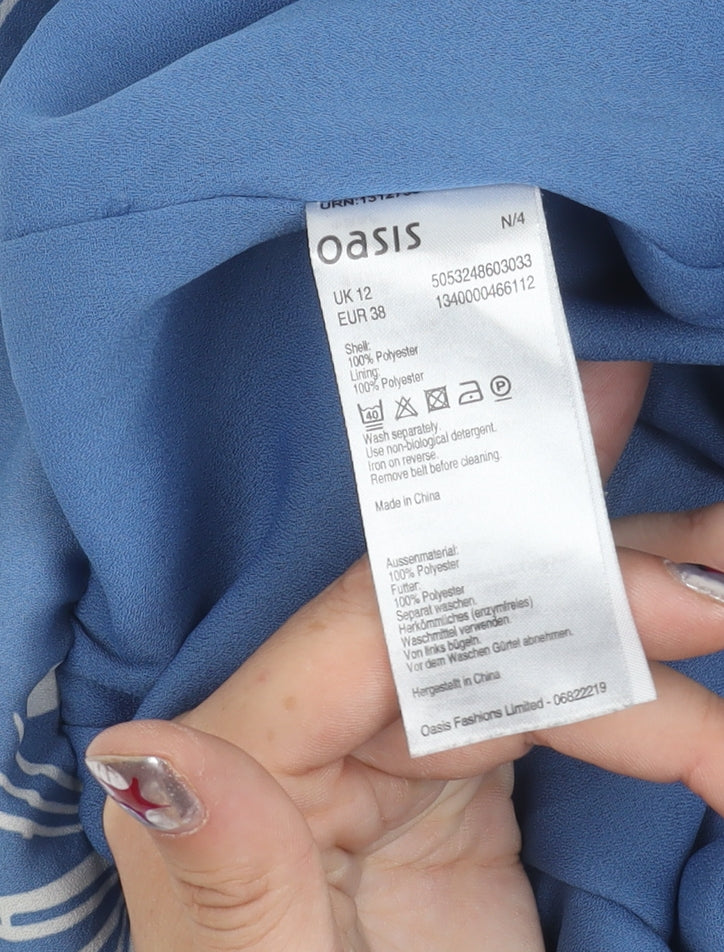 oasis
N/4
UK 12
5053248603033
EUR 38
1340000466112
Shell:
100% Polyester
Lining:
100% Polyester
40
P
Wash separately.
Use non-biological detergent.
Iron on reverse.
Remove belt before cleaning.
Made in China
Aussenmaterial:
100% Polyester
Futter:
100% Polyester
Separat waschen.
Herkömmliches (enzymfreies)
Waschmittel verwenden.
Von links bügeln.
Vor dem Waschen Gürtel abnehmen.
Hergestellt in China
Oasis Fashions Limited - 06822219